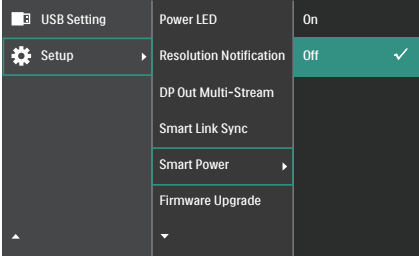 USB Setting
Setup
Power LED
Resolution Notification
DP Out Multi-Stream
Smart Link Sync
Smart Power
Firmware Upgrade
On
Off